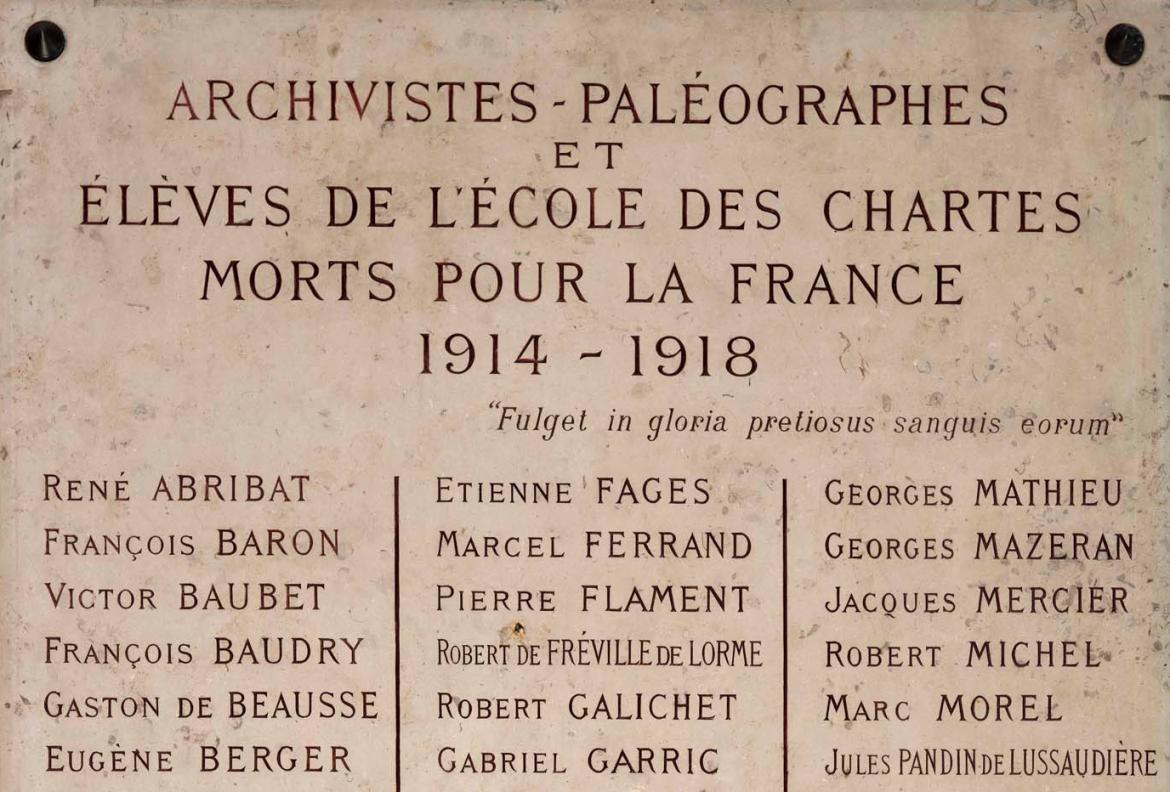 ARCHIVISTES - PALÉOGRAPHES
ET
ÉLÈVES DE L'ÉCOLE DES CHARTES
MORTS POUR LA FRANCE
1914 - 1918
"Fulget in gloria pretiosus sanguis eorum"
RENÉ ABRIBAT
FRANÇOIS BARON
VICTOR BAUBET
FRANÇOIS BAUDRY
GASTON DE BEAUSSE
EUGÈNE BERGER
ETIENNE FAGES
MARCEL FERRAND
PIERRE FLAMENT
ROBERT DE FRÉVILLE DE LORME
ROBERT GALICHET
GABRIEL GARRIC
GEORGES MATHIEU
GEORGES MAZERAN
JACQUES MERCIER
ROBERT MICHEL
MARC MOREL
JULES PANDIN DE LUSSAUDIÈRE